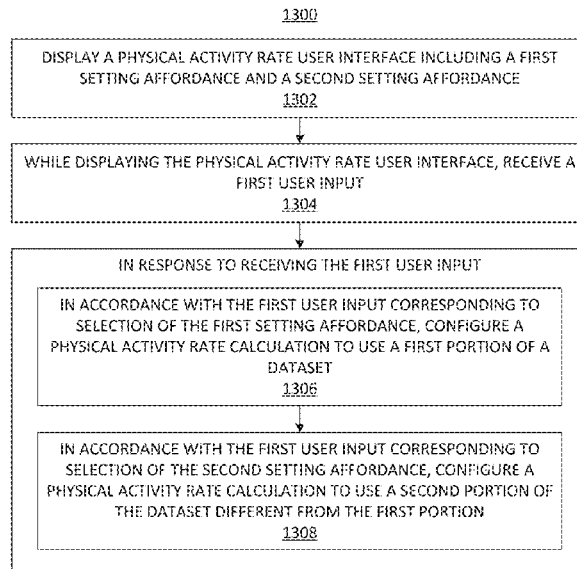 1300
DISPLAY A PHYSICAL ACTIVITY RATE USER INTERFACE INCLUDING A FIRST
SETTING AFFORDANCE AND A SECOND SETTING AFFORDANCE
1302
WHILE DISPLAYING THE PHYSICAL ACTIVITY RATE USER INTERFACE, RECEIVE A
FIRST USER INPUT
1304
IN RESPONSE TO RECEIVING THE FIRST USER INPUT
IN ACCORDANCE WITH THE FIRST USER INPUT CORRESPONDING TO
SELECTION OF THE FIRST SETTING AFFORDANCE, CONFIGURE A
PHYSICAL ACTIVITY RATE CALCULATION TO USE A FIRST PORTION OF A
DATASET
1306
IN ACCORDANCE WITH THE FIRST USER INPUT CORRESPONDING TO
SELECTION OF THE SECOND SETTING AFFORDANCE, CONFIGURE A
PHYSICAL ACTIVITY RATE CALCULATION TO USE A SECOND PORTION OF
THE DATASET DIFFERENT FROM THE FIRST PORTION
1308